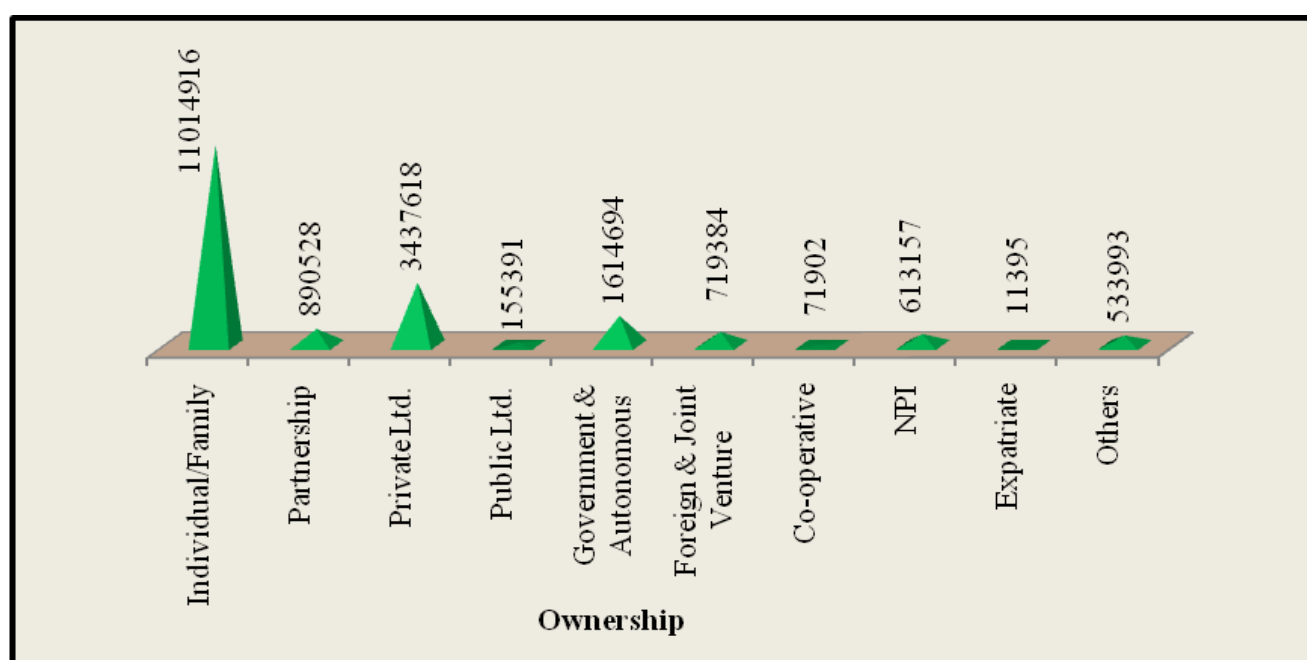 11014916
890528
3437618
155391
1614694
719384
71902
613157
11395
533993
Individual/Family
Partnership
Private Ltd.
Public Ltd.
Government &
Autonomous
Foreign & Joint
Venture
Co-operative
NPI
Expatriate
Others
Ownership